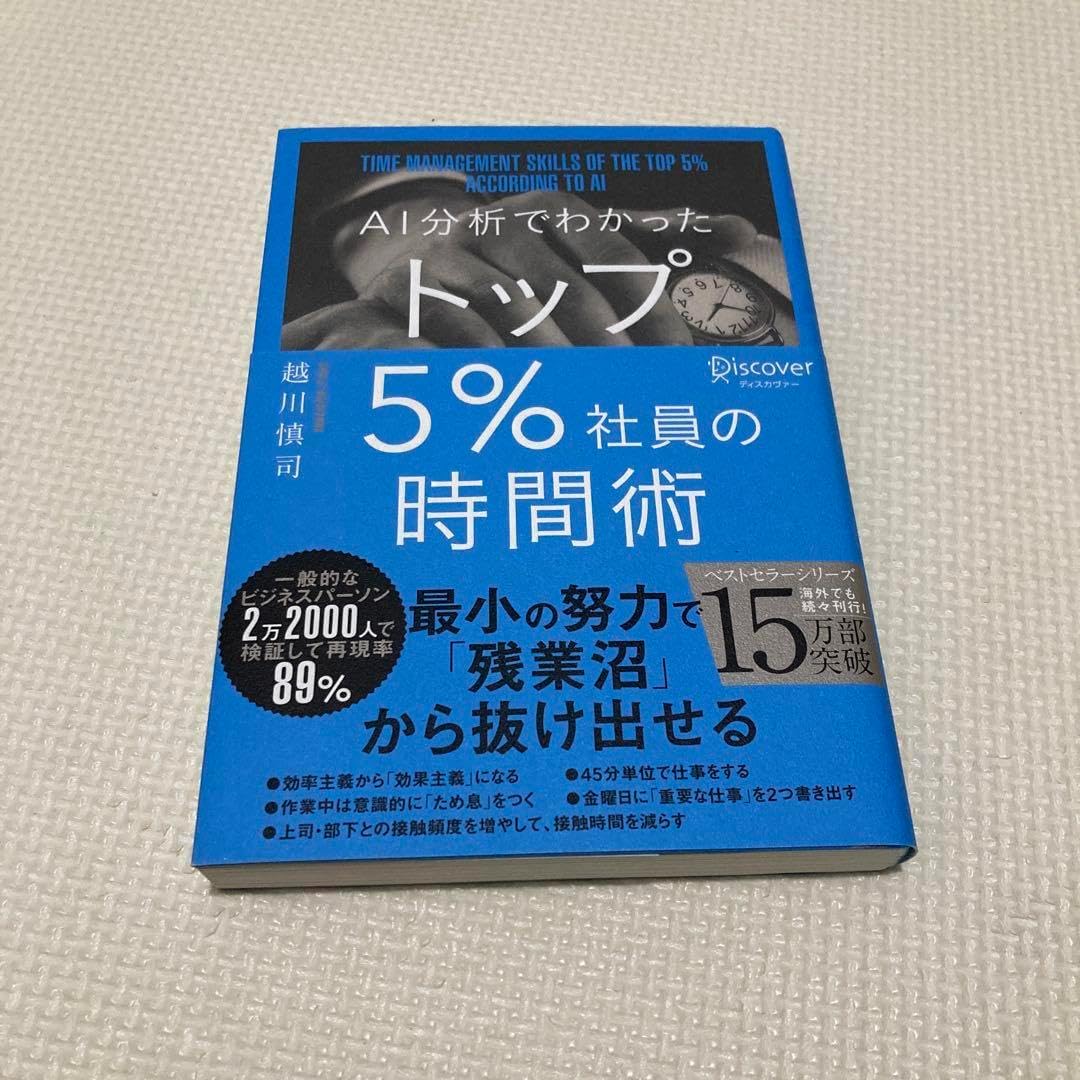 TIME MANAGEMENT SKILLS OF THE TOP 5%
ACCORDING TO AI
AI分析でわかった
トップ
5%社員の
時間術
越川慎司
Discover
ディスカヴァー
一般的な
ビジネスパーソン
2万2000人で
検証して再現率
89%
最小の努力で
「残業沼」
から抜け出せる
ベストセラーシリーズ
海外でも
続々刊行!
15万部
突破
●効率主義から「効果主義」になる
●作業中は意識的に「ため息」をつく
●上司・部下との接触頻度を増やして、接触時間を減らす
●45分単位で仕事をする
●金曜日に「重要な仕事」を2つ書き出す